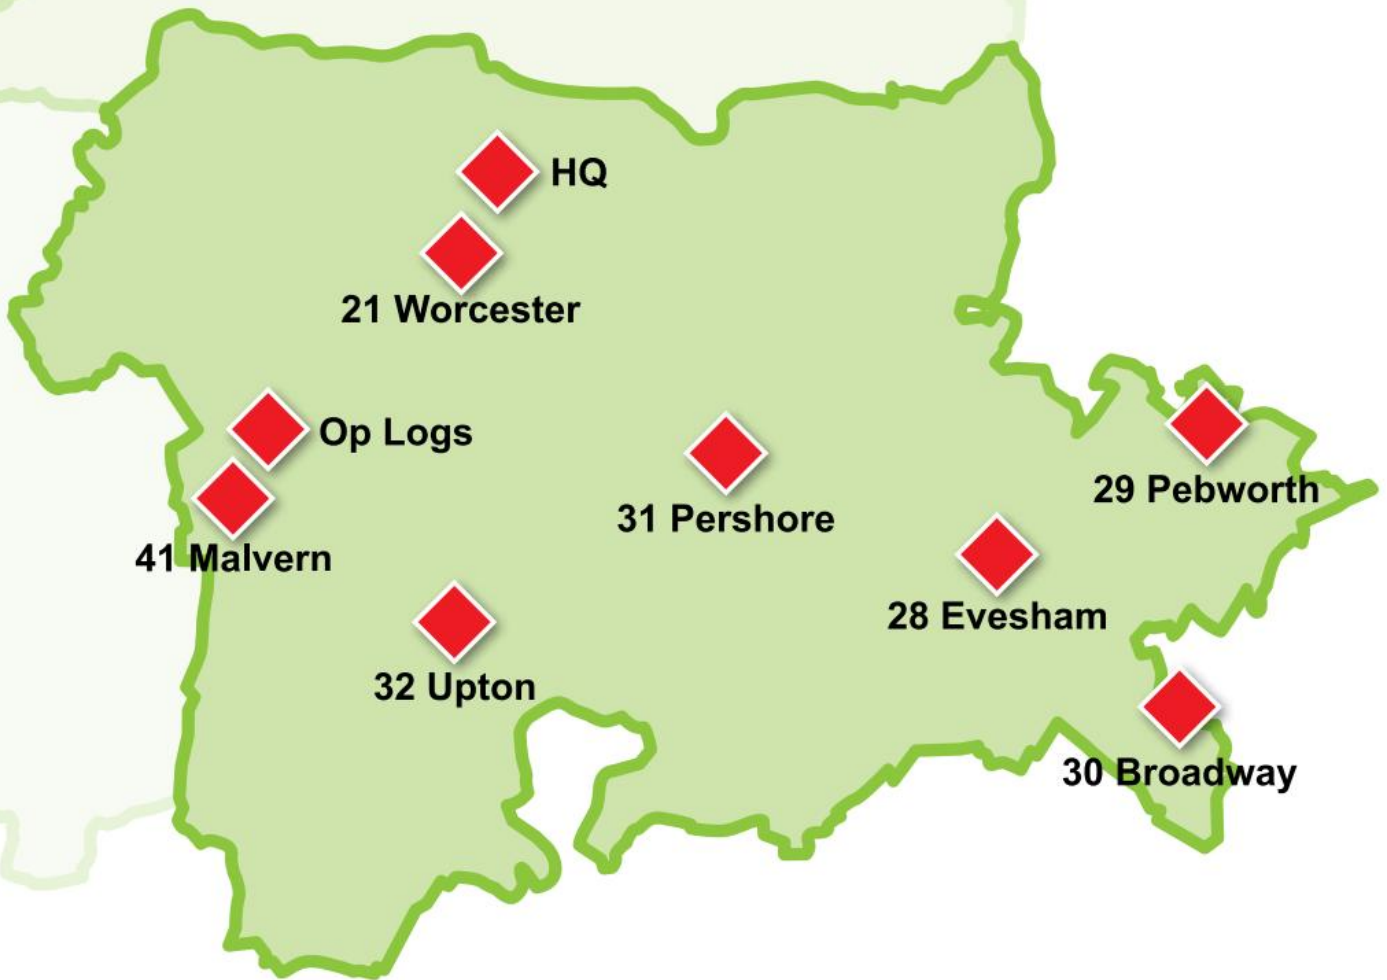 HQ
21 Worcester
Op Logs
29 Pebworth
31 Pershore
41 Malvern
28 Evesham
32 Upton
30 Broadway